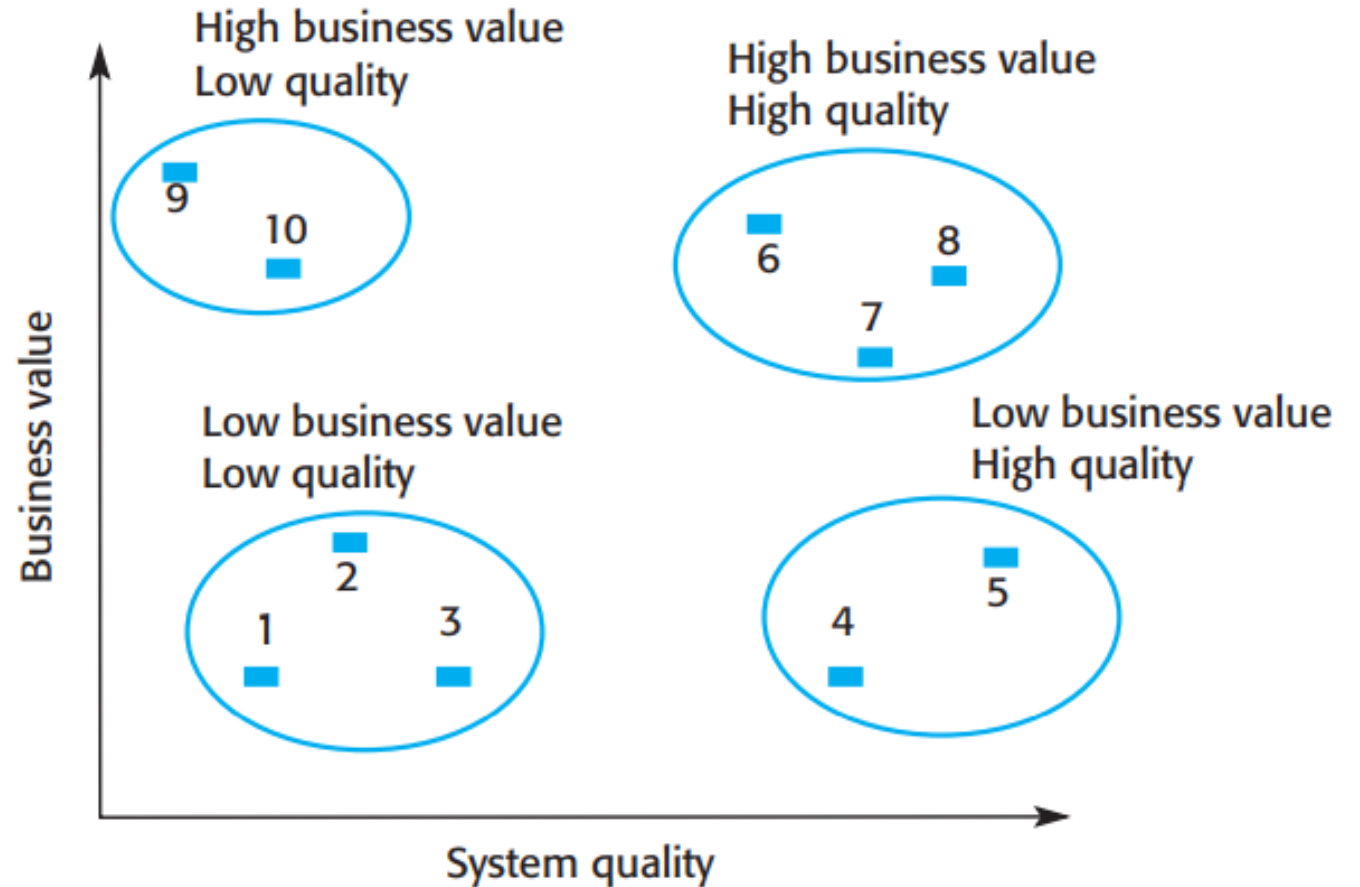 High business value
Low quality
High business value
High quality
9
10
6
8
7
Business value
Low business value
Low quality
Low business value
High quality
2
1
3
5
4
System quality